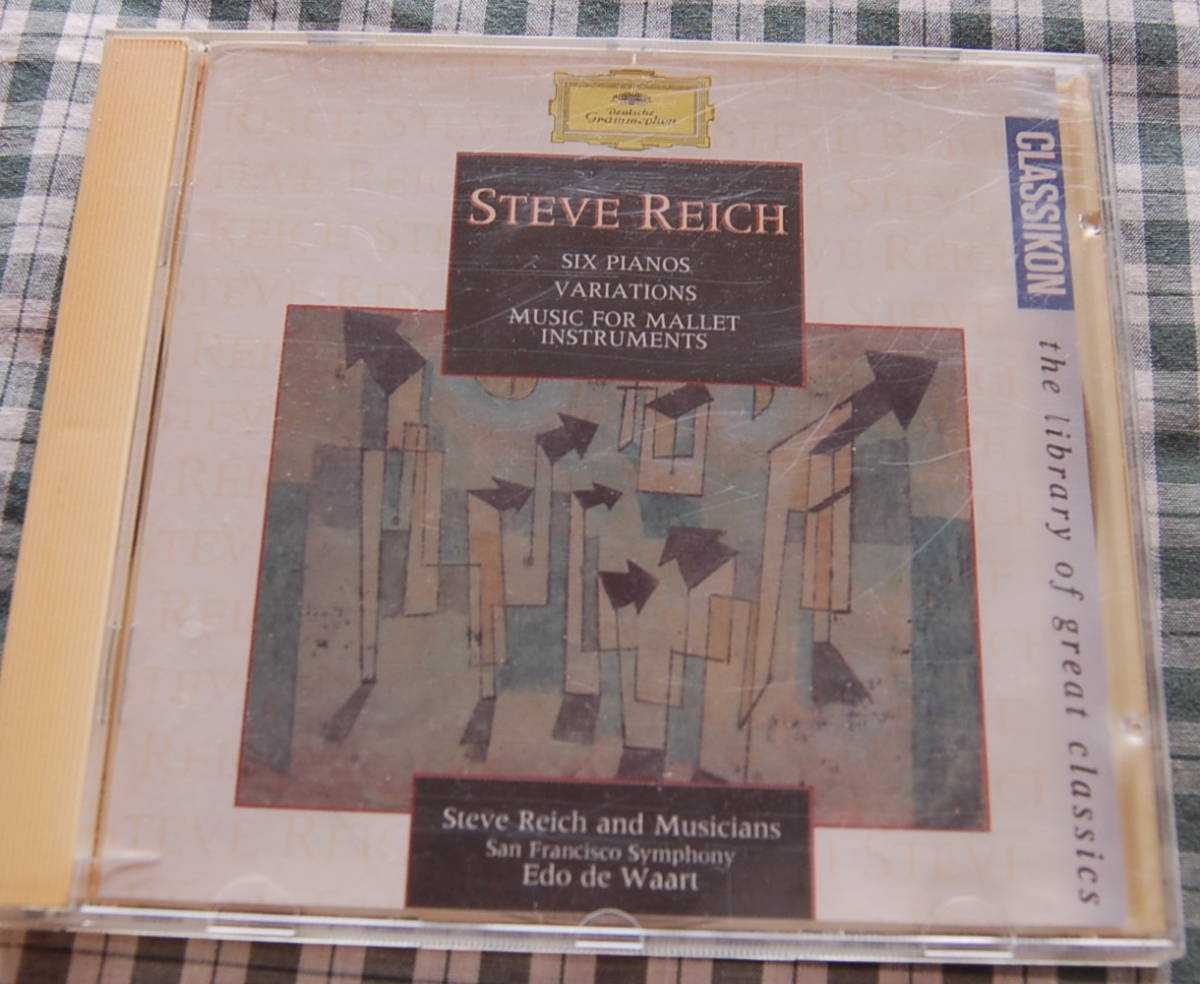 Deutsche
Grammophon
STEVE REICH
SIX PIANOS
VARIATIONS
MUSIC FOR MALLET
INSTRUMENTS
CLASSIKON
the library of great classics
Steve Reich and Musicians
San Francisco Symphony
Edo de Waart